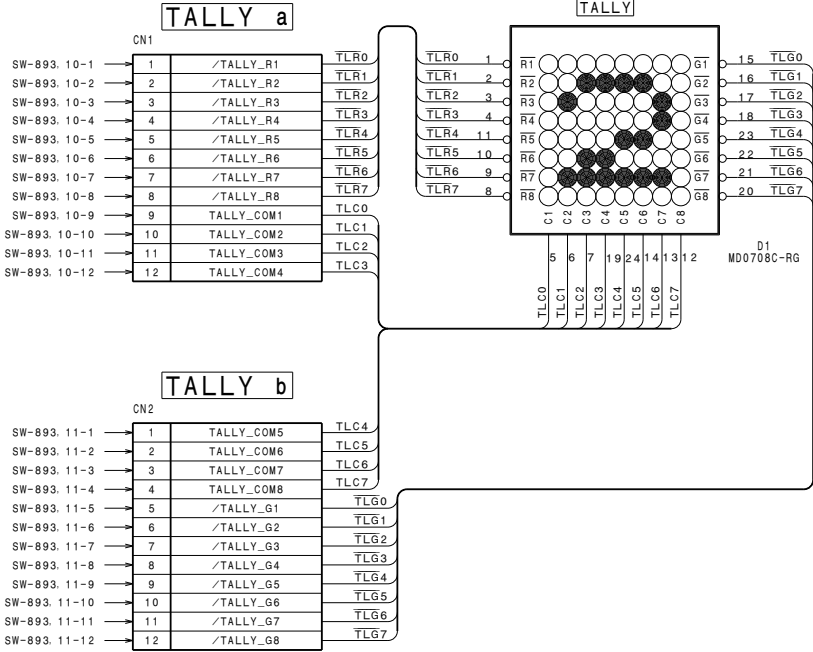 TALLY a
CN1
SW-893, 10-1 1 /TALLY_R1 TLR0
SW-893, 10-2 2 /TALLY_R2 TLR1
SW-893, 10-3 3 /TALLY_R3 TLR2
SW-893, 10-4 4 /TALLY_R4 TLR3
SW-893, 10-5 5 /TALLY_R5 TLR4
SW-893, 10-6 6 /TALLY_R6 TLR5
SW-893, 10-7 7 /TALLY_R7 TLR6
SW-893, 10-8 8 /TALLY_R8 TLR7
SW-893, 10-9 9 TALLY_COM1 TLC0
SW-893, 10-10 10 TALLY_COM2 TLC1
SW-893, 10-11 11 TALLY_COM3 TLC2
SW-893, 10-12 12 TALLY_COM4 TLC3
TALLY
TLR0 1 R1 G1 15 TLG0
TLR1 2 R2 G2 16 TLG1
TLR2 3 R3 G3 17 TLG2
TLR3 4 R4 G4 18 TLG3
TLR4 11 R5 G5 23 TLG4
TLR5 10 R6 G6 22 TLG5
TLR6 9 R7 G7 21 TLG6
TLR7 8 R8 G8 20 TLG7
C1 C2 C3 C4 C5 C6 C7 C8
5 6 7 19 24 14 13 12
TLC0 TLC1 TLC2 TLC3 TLC4 TLC5 TLC6 TLC7
D1
MD0708C-RG
TALLY b
CN2
SW-893, 11-1 1 TALLY_COM5 TLC4
SW-893, 11-2 2 TALLY_COM6 TLC5
SW-893, 11-3 3 TALLY_COM7 TLC6
SW-893, 11-4 4 TALLY_COM8 TLC7
SW-893, 11-5 5 /TALLY_G1 TLG0
SW-893, 11-6 6 /TALLY_G2 TLG1
SW-893, 11-7 7 /TALLY_G3 TLG2
SW-893, 11-8 8 /TALLY_G4 TLG3
SW-893, 11-9 9 /TALLY_G5 TLG4
SW-893, 11-10 10 /TALLY_G6 TLG5
SW-893, 11-11 11 /TALLY_G7 TLG6
SW-893, 11-12 12 /TALLY_G8 TLG7